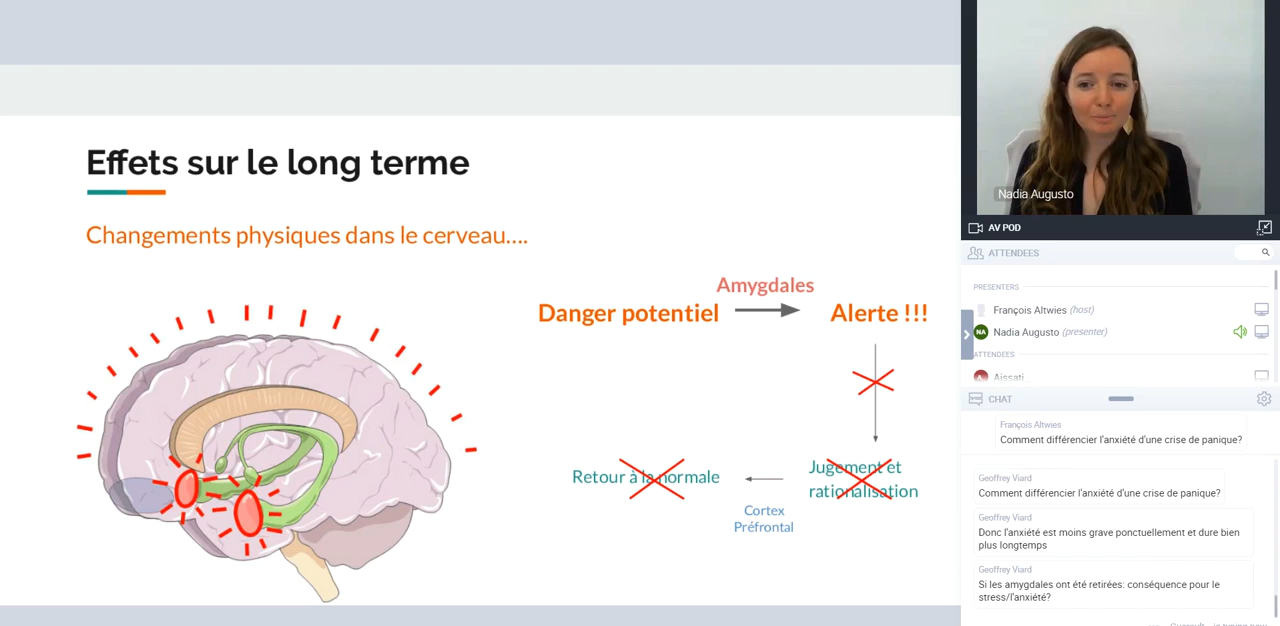 Effets sur le long terme
Changements physiques dans le cerveau....
Amygdales
Danger potentiel
Alerte !!!
Jugement et
rationalisation
Retour à la normale
Cortex
Préfrontal
Nadia Augusto
AV POD
ATTENDEES
PRESENTERS
François Altwies (host)
NA
Nadia Augusto (presenter)
ATTENDEES
Aissati
CHAT
François Altwies
Comment différencier l'anxiété d'une crise de panique?
Geoffrey Viard
Comment différencier l'anxiété d'une crise de panique?
Geoffrey Viard
Donc l'anxiété est moins grave ponctuellement et dure bien
plus longtemps
Geoffrey Viard
Si les amygdales ont été retirées: conséquence pour le
stress/l'anxiété?